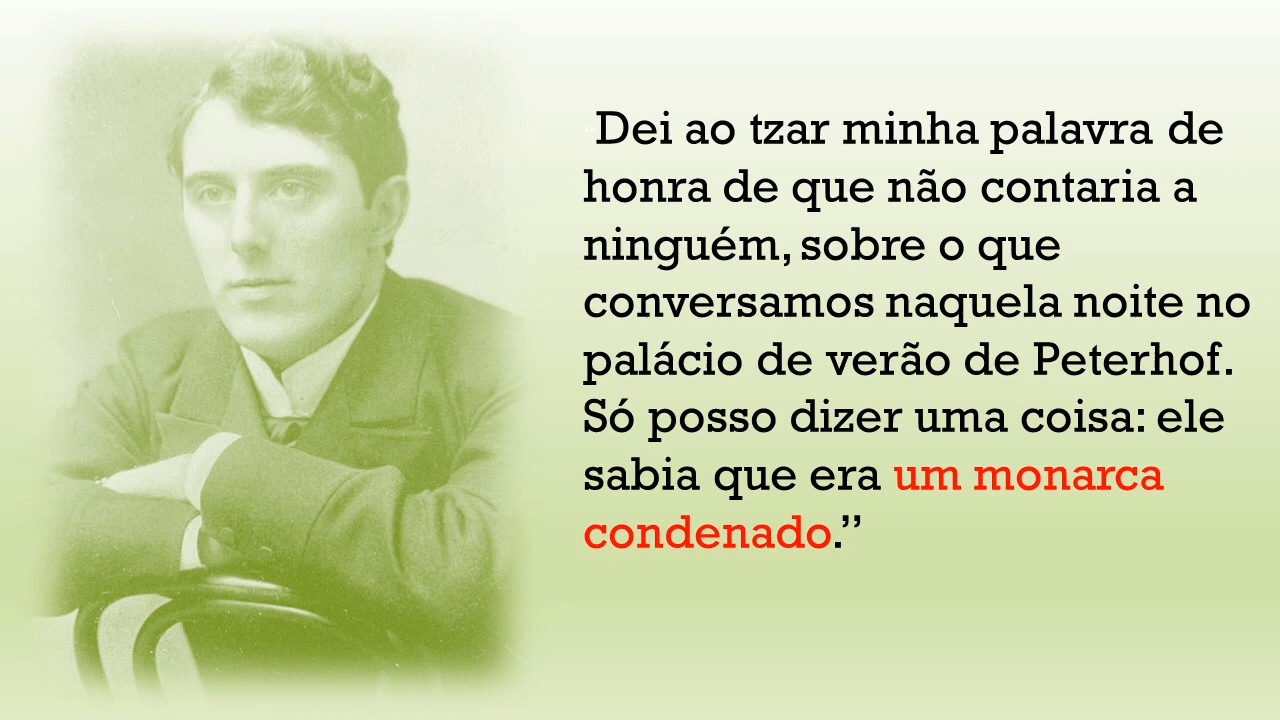 “Dei ao tzar minha palavra de
honra de que não contaria a
ninguém, sobre o que
conversamos naquela noite no
palácio de verão de Peterhof.
Só posso dizer uma coisa: ele
sabia que era um monarca
condenado.”